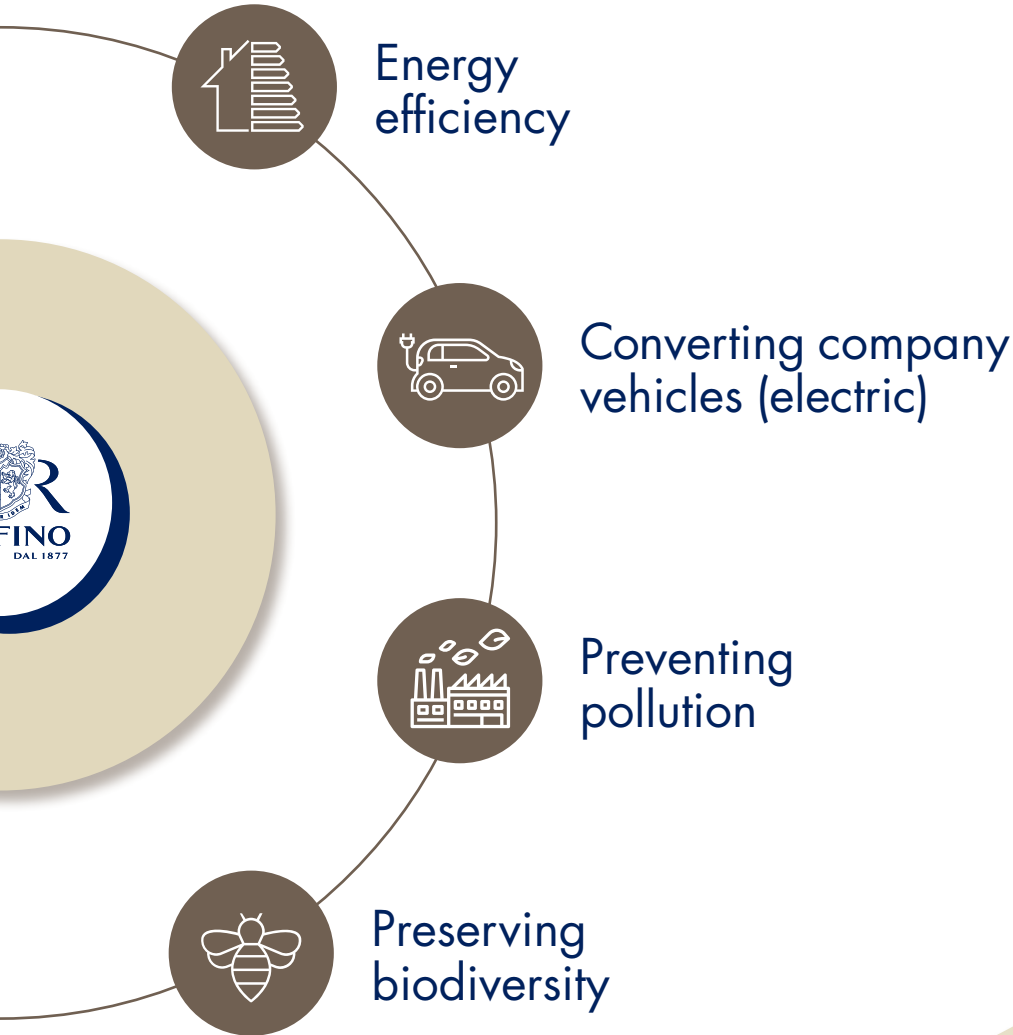 Energy
efficiency
Converting company
vehicles (electric)
R
FINO
DAL 1877
Preventing
pollution
Preserving
biodiversity